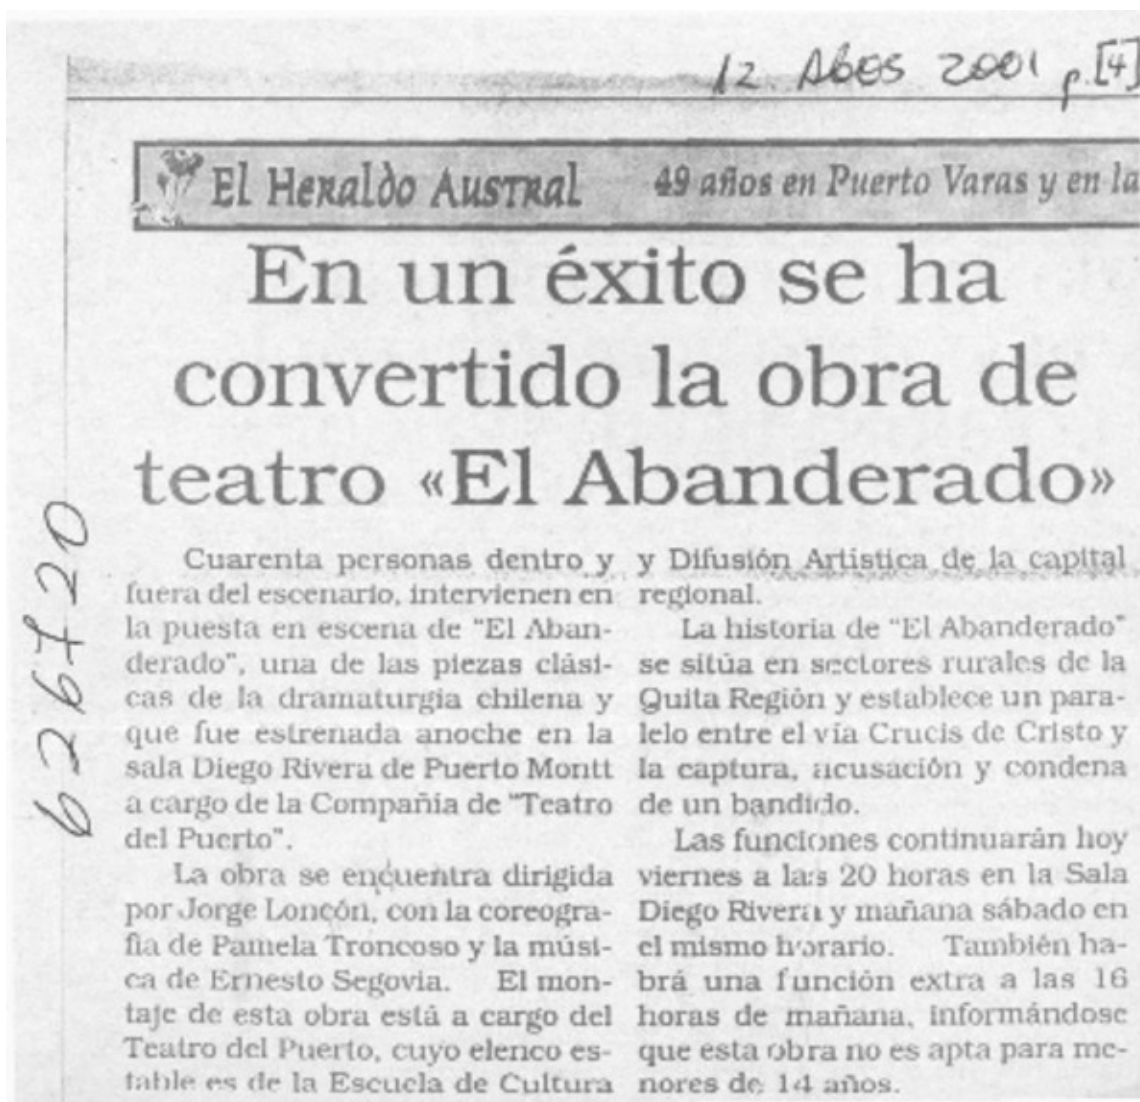 12 Agos 2001 p.[4]
El Heraldo Austral 49 años en Puerto Varas y en la
En un éxito se ha
convertido la obra de
teatro «El Abanderado»
626720
Cuarenta personas dentro y
fuera del escenario, intervienen en
la puesta en escena de "El Aban-
derado", una de las piezas clási-
cas de la dramaturgia chilena y
que fue estrenada anoche en la
sala Diego Rivera de Puerto Montt
a cargo de la Compañía de "Teatro
del Puerto".
La obra se encuentra dirigida
por Jorge Loncón, con la coreogra-
fía de Pamela Troncoso y la músi-
ca de Ernesto Segovia. El mon-
taje de esta obra está a cargo del
Teatro del Puerto, cuyo elenco es-
table es de la Escuela de Cultura
y Difusión Artística de la capital
regional.
La historia de "El Abanderado"
se sitúa en sectores rurales de la
Quita Región y establece un para-
lelo entre el vía Crucis de Cristo y
la captura, acusación y condena
de un bandido.
Las funciones continuarán hoy
viernes a las 20 horas en la Sala
Diego Rivera y mañana sábado en
el mismo horario. También ha-
brá una función extra a las 16
horas de mañana, informándose
que esta obra no es apta para me-
nores de 14 años.